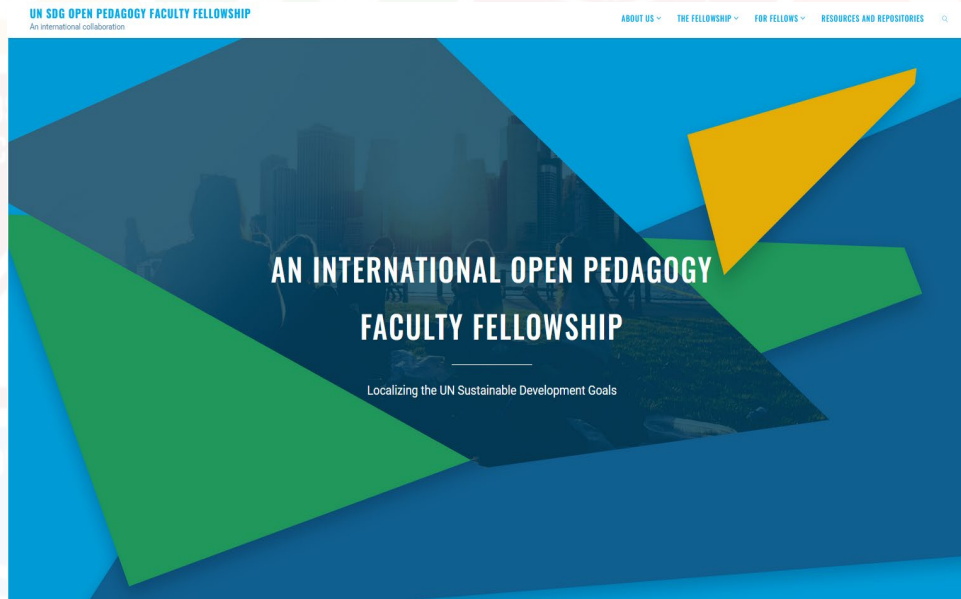 UN SDG OPEN PEDAGOGY FACULTY FELLOWSHIP
An international collaboration
ABOUT US
THE FELLOWSHIP
FOR FELLOWS
RESOURCES AND REPOSITORIES
AN INTERNATIONAL OPEN PEDAGOGY
FACULTY FELLOWSHIP
Localizing the UN Sustainable Development Goals